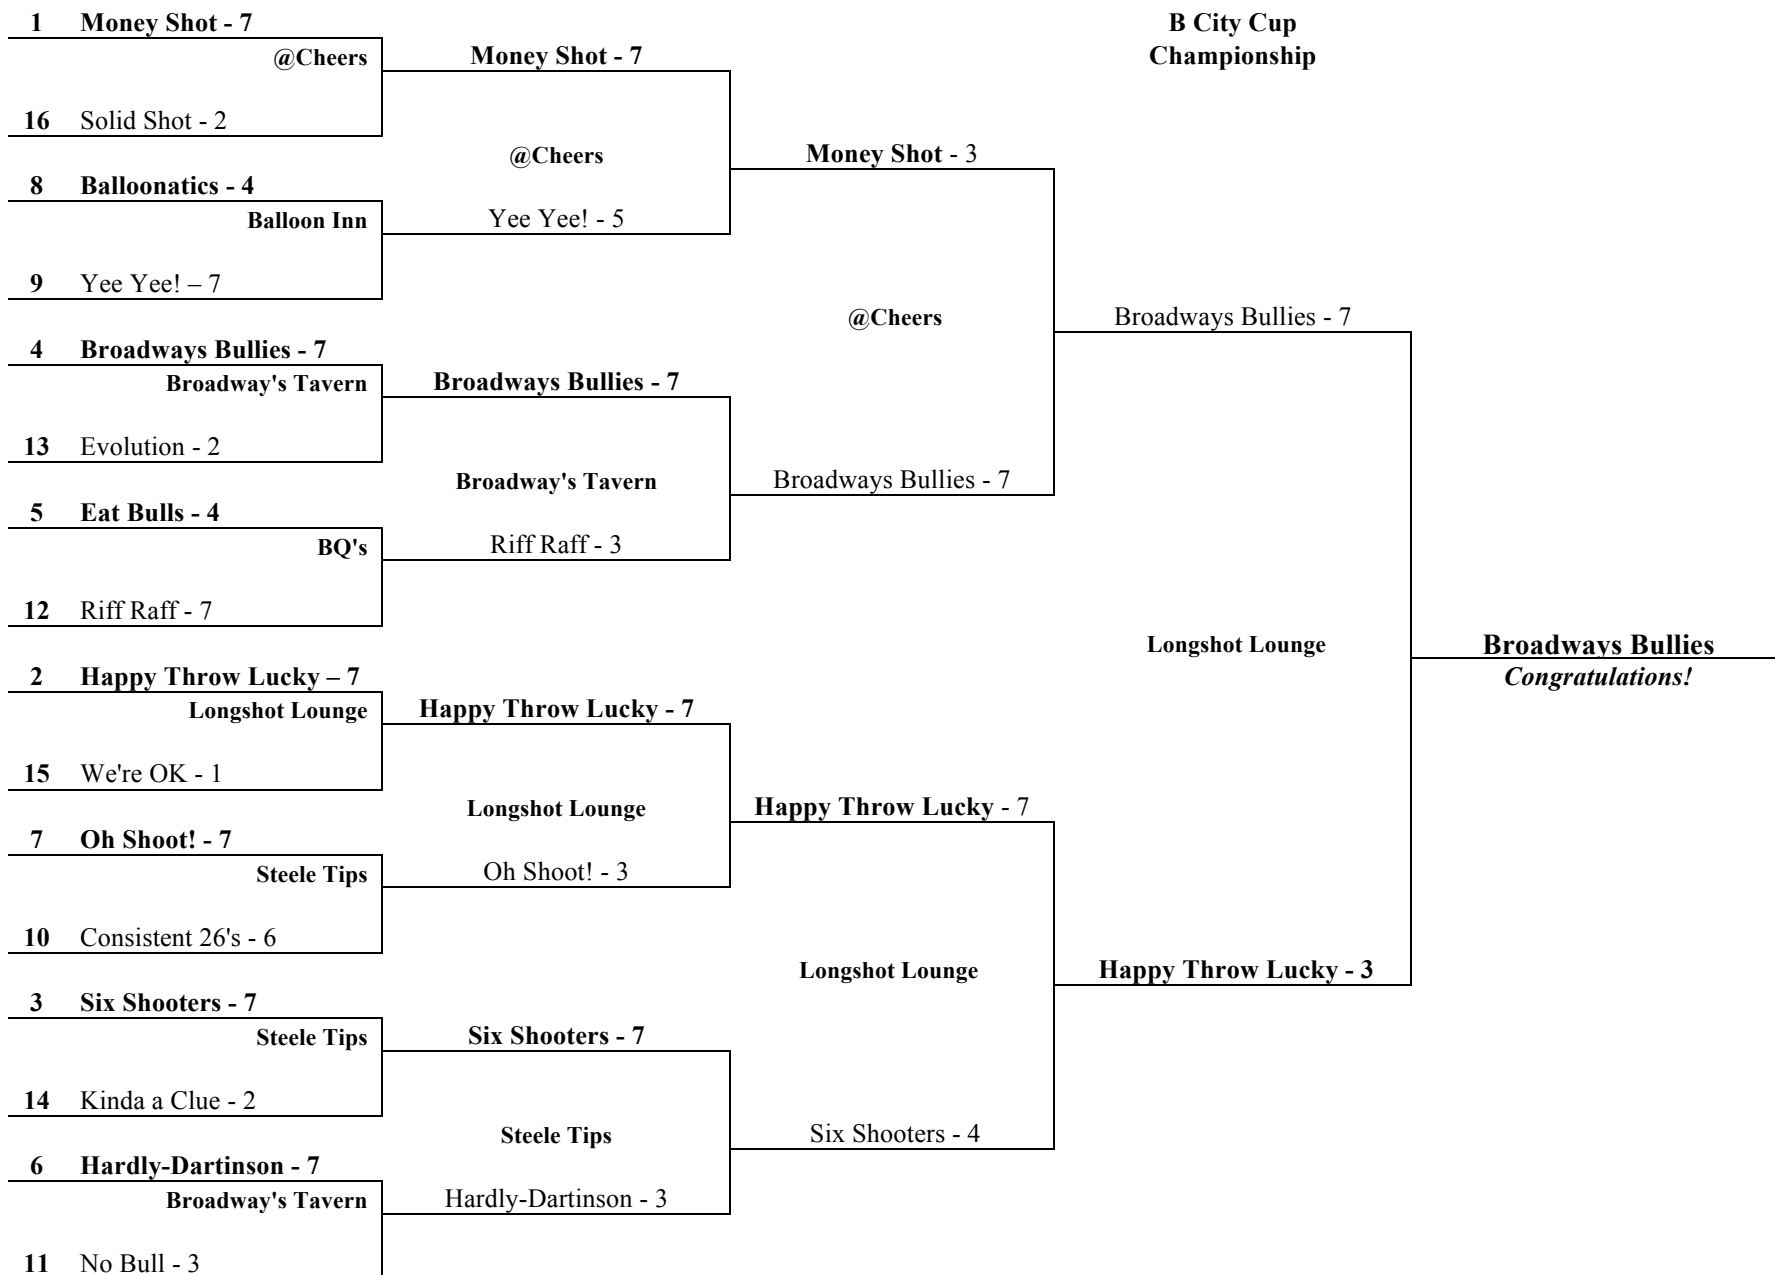 1 Money Shot - 7
B City Cup
Championship
@Cheers
Money Shot - 7
16 Solid Shot - 2
@Cheers
Money Shot - 3
8 Balloonatics - 4
Balloon Inn
Yee Yee! - 5
9 Yee Yee! – 7
@Cheers
Broadways Bullies - 7
4 Broadways Bullies - 7
Broadway's Tavern
Broadways Bullies - 7
13 Evolution - 2
Broadway's Tavern
Broadways Bullies - 7
5 Eat Bulls - 4
BQ's
Riff Raff - 3
12 Riff Raff - 7
Longshot Lounge
Broadways Bullies
Congratulations!
2 Happy Throw Lucky – 7
Longshot Lounge
Happy Throw Lucky - 7
15 We're OK - 1
Longshot Lounge
Happy Throw Lucky - 7
7 Oh Shoot! - 7
Steele Tips
Oh Shoot! - 3
10 Consistent 26's - 6
Longshot Lounge
Happy Throw Lucky - 3
3 Six Shooters - 7
Steele Tips
Six Shooters - 7
14 Kinda a Clue - 2
Steele Tips
Six Shooters - 4
6 Hardly-Dartinson - 7
Broadway's Tavern
Hardly-Dartinson - 3
11 No Bull - 3